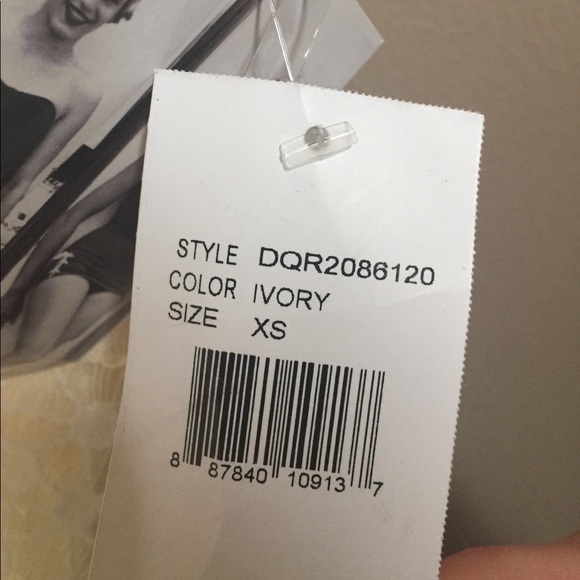 STYLE DQR2086120
COLOR IVORY
SIZE XS
8 87840 10913 7